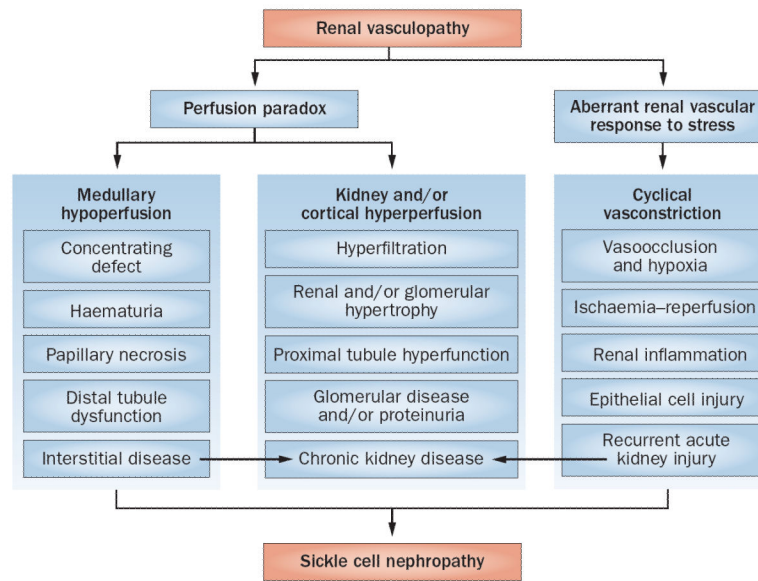 Renal vasculopathy
Perfusion paradox
Aberrant renal vascular
response to stress
Medullary
hypoperfusion
Concentrating
defect
Haematuria
Papillary necrosis
Distal tubule
dysfunction
Interstitial disease
Kidney and/or
cortical hyperperfusion
Hyperfiltration
Renal and/or glomerular
hypertrophy
Proximal tubule hyperfunction
Glomerular disease
and/or proteinuria
Chronic kidney disease
Cyclical
vasconstriction
Vasoocclusion
and hypoxia
Ischaemia–reperfusion
Renal inflammation
Epithelial cell injury
Recurrent acute
kidney injury
Sickle cell nephropathy